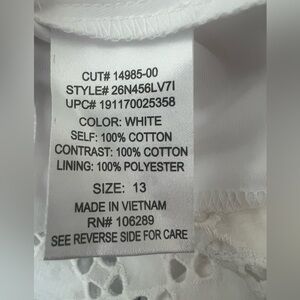 CUT# 14985-00
STYLE# 26N456LV7I
UPC# 191170025358
COLOR: WHITE
SELF: 100% COTTON
CONTRAST: 100% COTTON
LINING: 100% POLYESTER
SIZE: 13
MADE IN VIETNAM
RN# 106289
SEE REVERSE SIDE FOR CARE